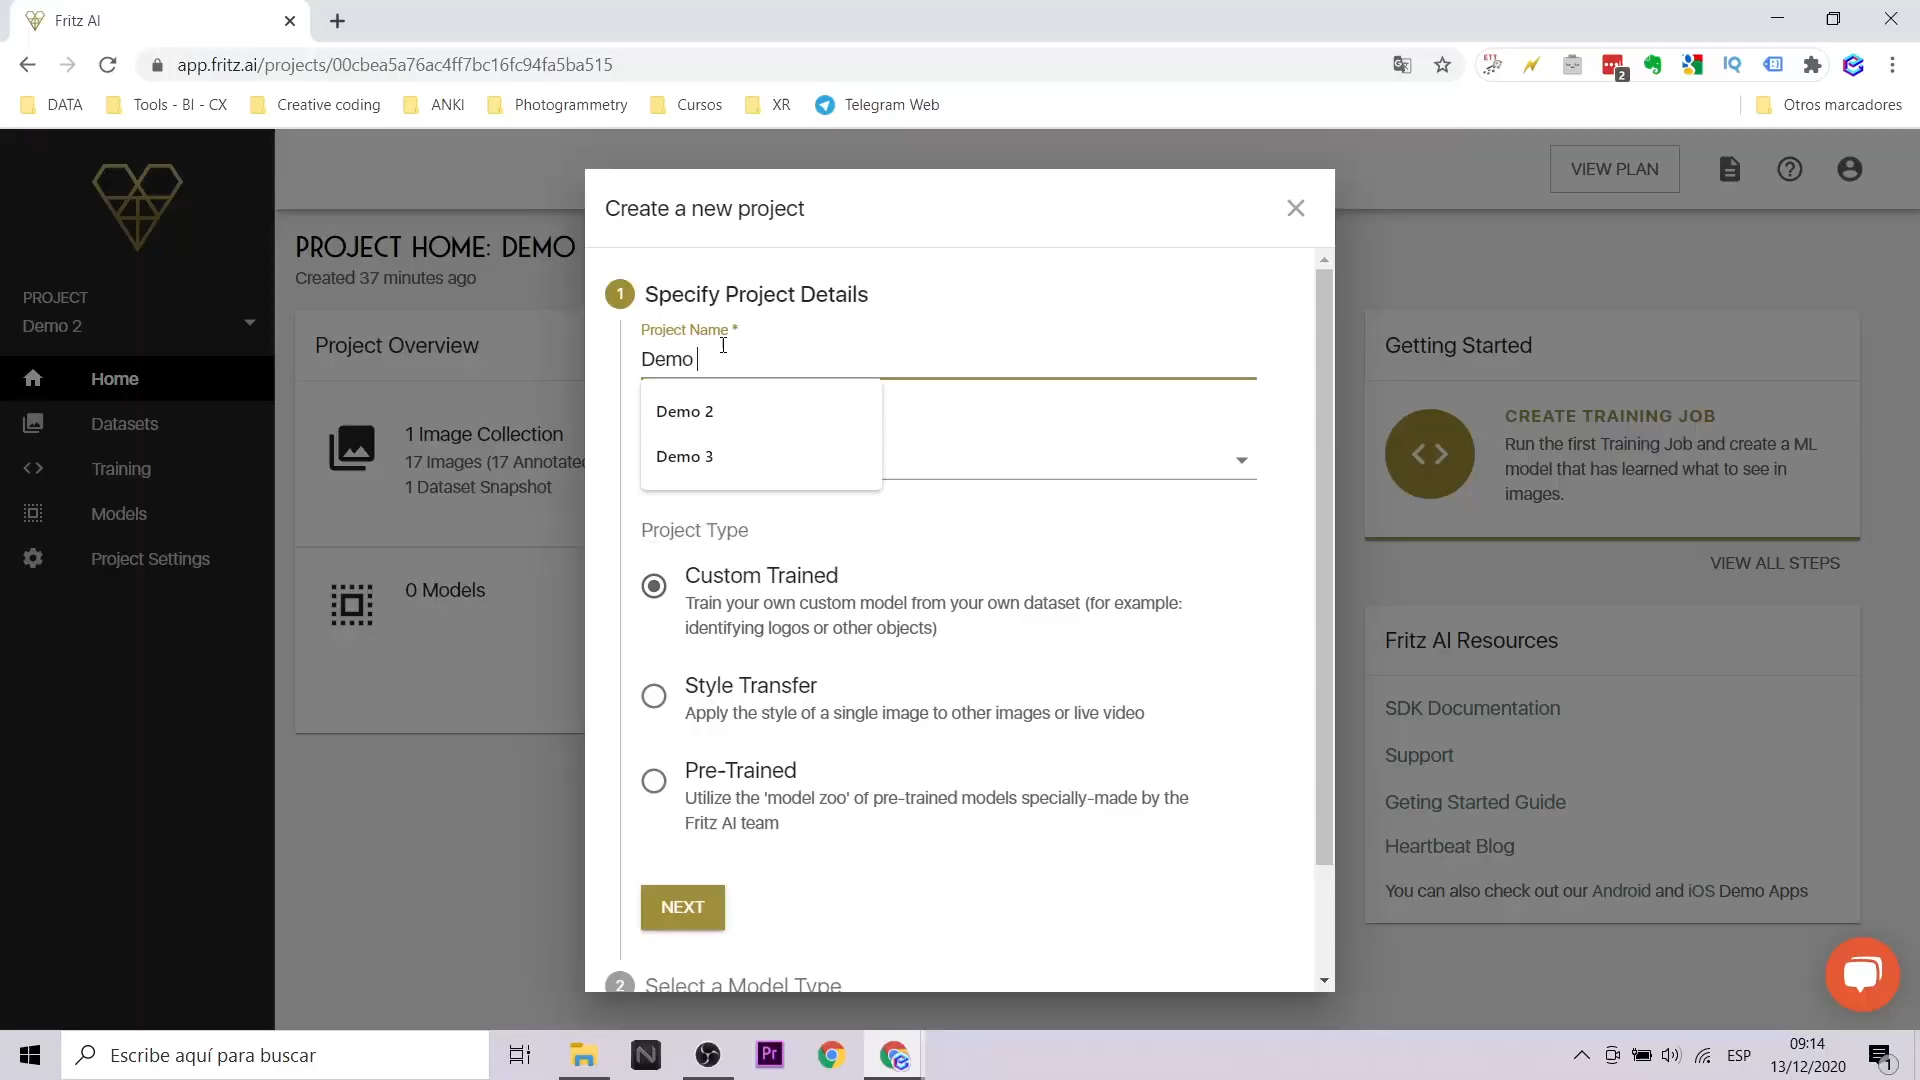 Fritz AI
app.fritz.ai/projects/00cbea5a76ac4ff7bc16fc94fa5ba515
ETT
2
IQ
DATA
Tools - BI - CX
Creative coding
ANKI
Photogrammetry
Cursos
XR
Telegram Web
Otros marcadores
VIEW PLAN
PROJECT
Demo 2
Home
Datasets
Training
Models
Project Settings
PROJECT HOME: DEMO
Created 37 minutes ago
Project Overview
1 Image Collection
17 Images (17 Annotated
1 Dataset Snapshot
0 Models
Create a new project
1 Specify Project Details
Project Name *
Demo
Demo 2
Demo 3
Project Type
Custom Trained
Train your own custom model from your own dataset (for example:
identifying logos or other objects)
Style Transfer
Apply the style of a single image to other images or live video
Pre-Trained
Utilize the 'model zoo' of pre-trained models specially-made by the
Fritz AI team
NEXT
2 Select a Model Type
Getting Started
CREATE TRAINING JOB
Run the first Training Job and create a ML
model that has learned what to see in
images.
VIEW ALL STEPS
Fritz AI Resources
SDK Documentation
Support
Geting Started Guide
Heartbeat Blog
You can also check out our Android and iOS Demo Apps
Escribe aquí para buscar
Pr
ESP
09:14
13/12/2020
1